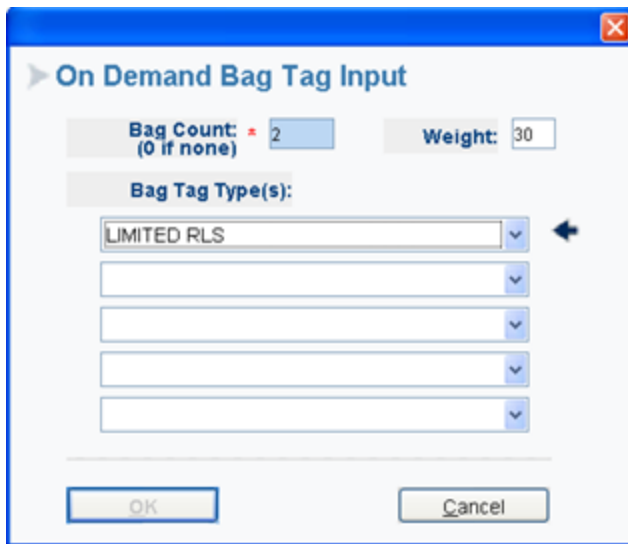 On Demand Bag Tag Input
Bag Count: * 2 Weight: 30
(0 if none)
Bag Tag Type(s):
LIMITED RLS
OK Cancel